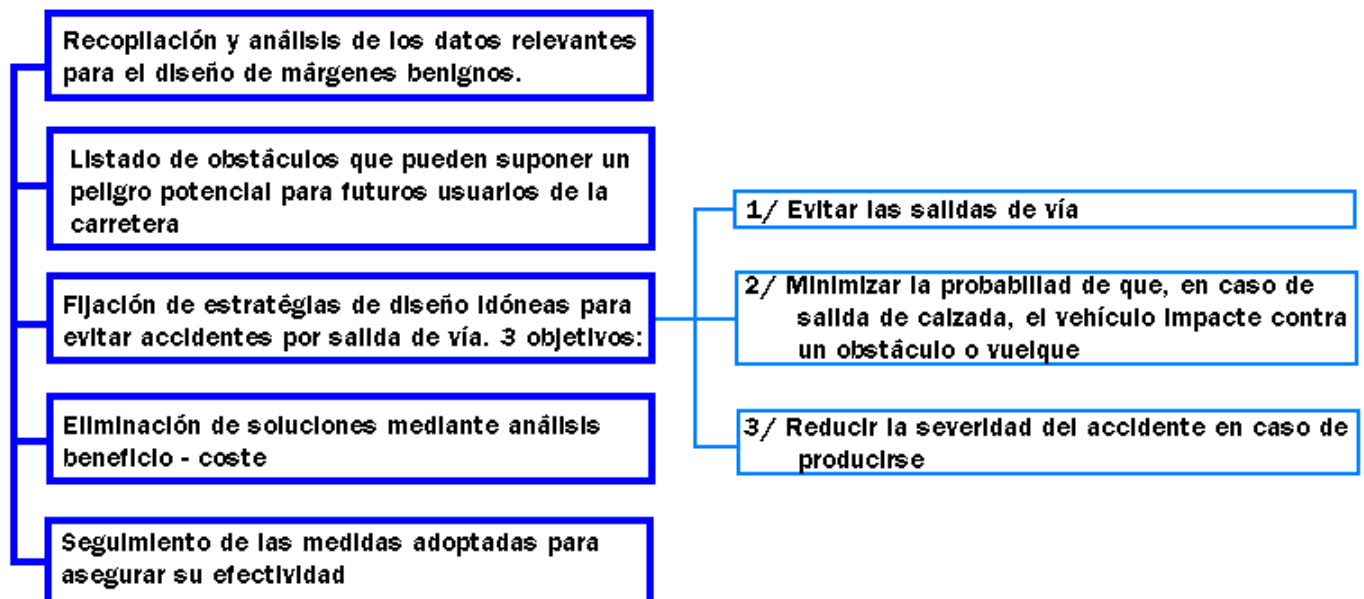 Recopilación y análisis de los datos relevantes
para el diseño de márgenes benignos.
Listado de obstáculos que pueden suponer un
peligro potencial para futuros usuarios de la
carretera
Fijación de estratégias de diseño idóneas para
evitar accidentes por salida de vía. 3 objetivos:
1/ Evitar las salidas de vía
2/ Minimizar la probabiliad de que, en caso de
salida de calzada, el vehículo impacte contra
un obstáculo o vuelque
3/ Reducir la severidad del accidente en caso de
producirse
Eliminación de soluciones mediante análisis
beneficio - coste
Seguimiento de las medidas adoptadas para
asegurar su efectividad